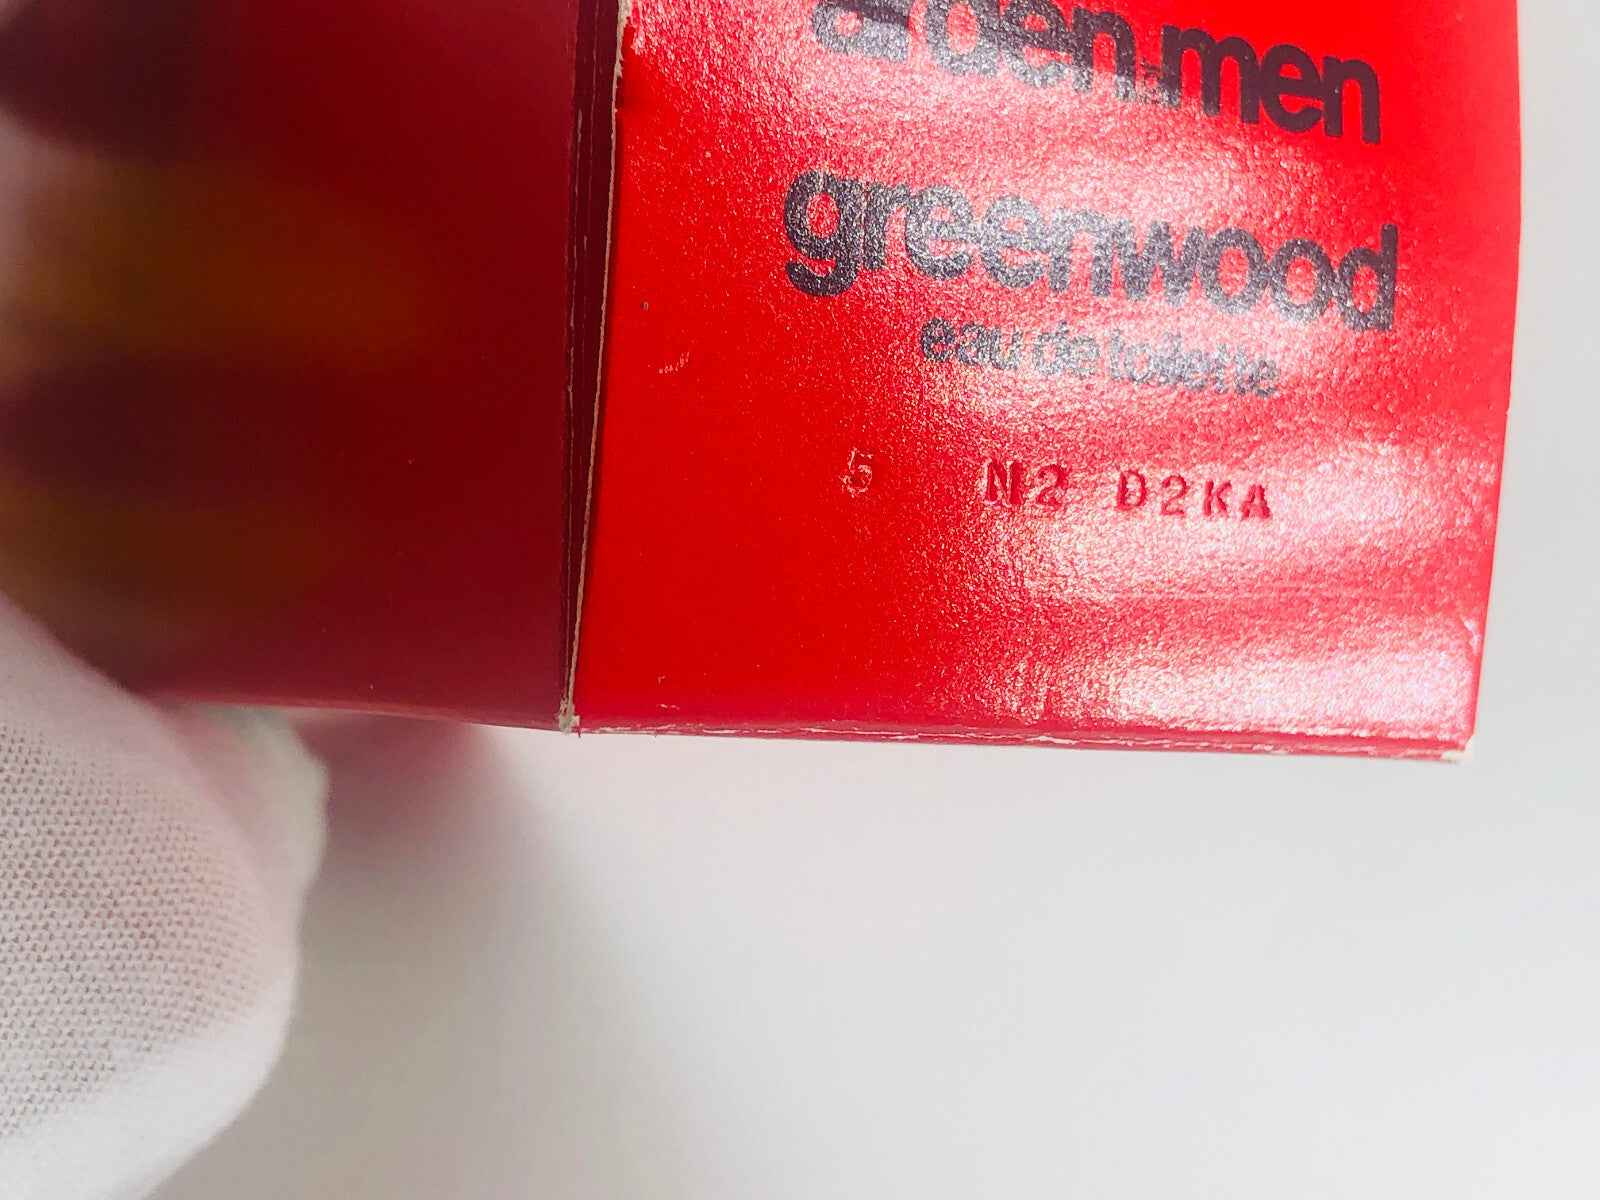 arden.men
greenwood
eau de toilette
5 N2 D2KA